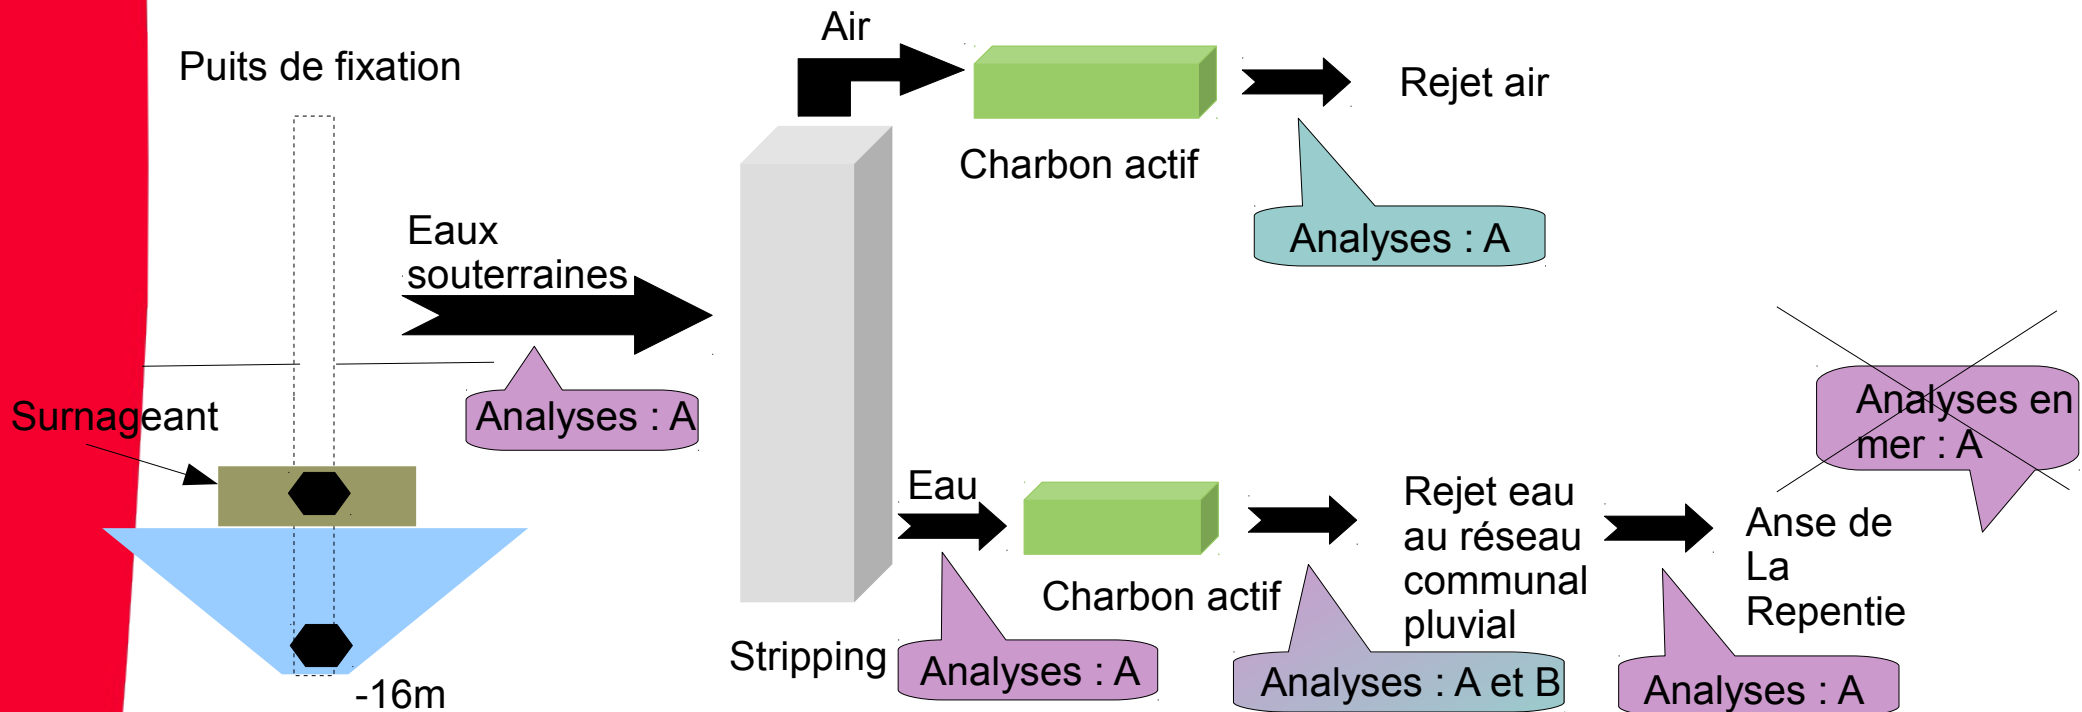 Puits de fixation
Air
Rejet air
Charbon actif
Analyses : A
Eaux
souterraines
Analyses : A
Surnageant
-16m
Stripping
Eau
Charbon actif
Analyses : A
Rejet eau
au réseau
communal
pluvial
Analyses : A et B
Analyses en
mer : A
Anse de
La
Repentie
Analyses : A